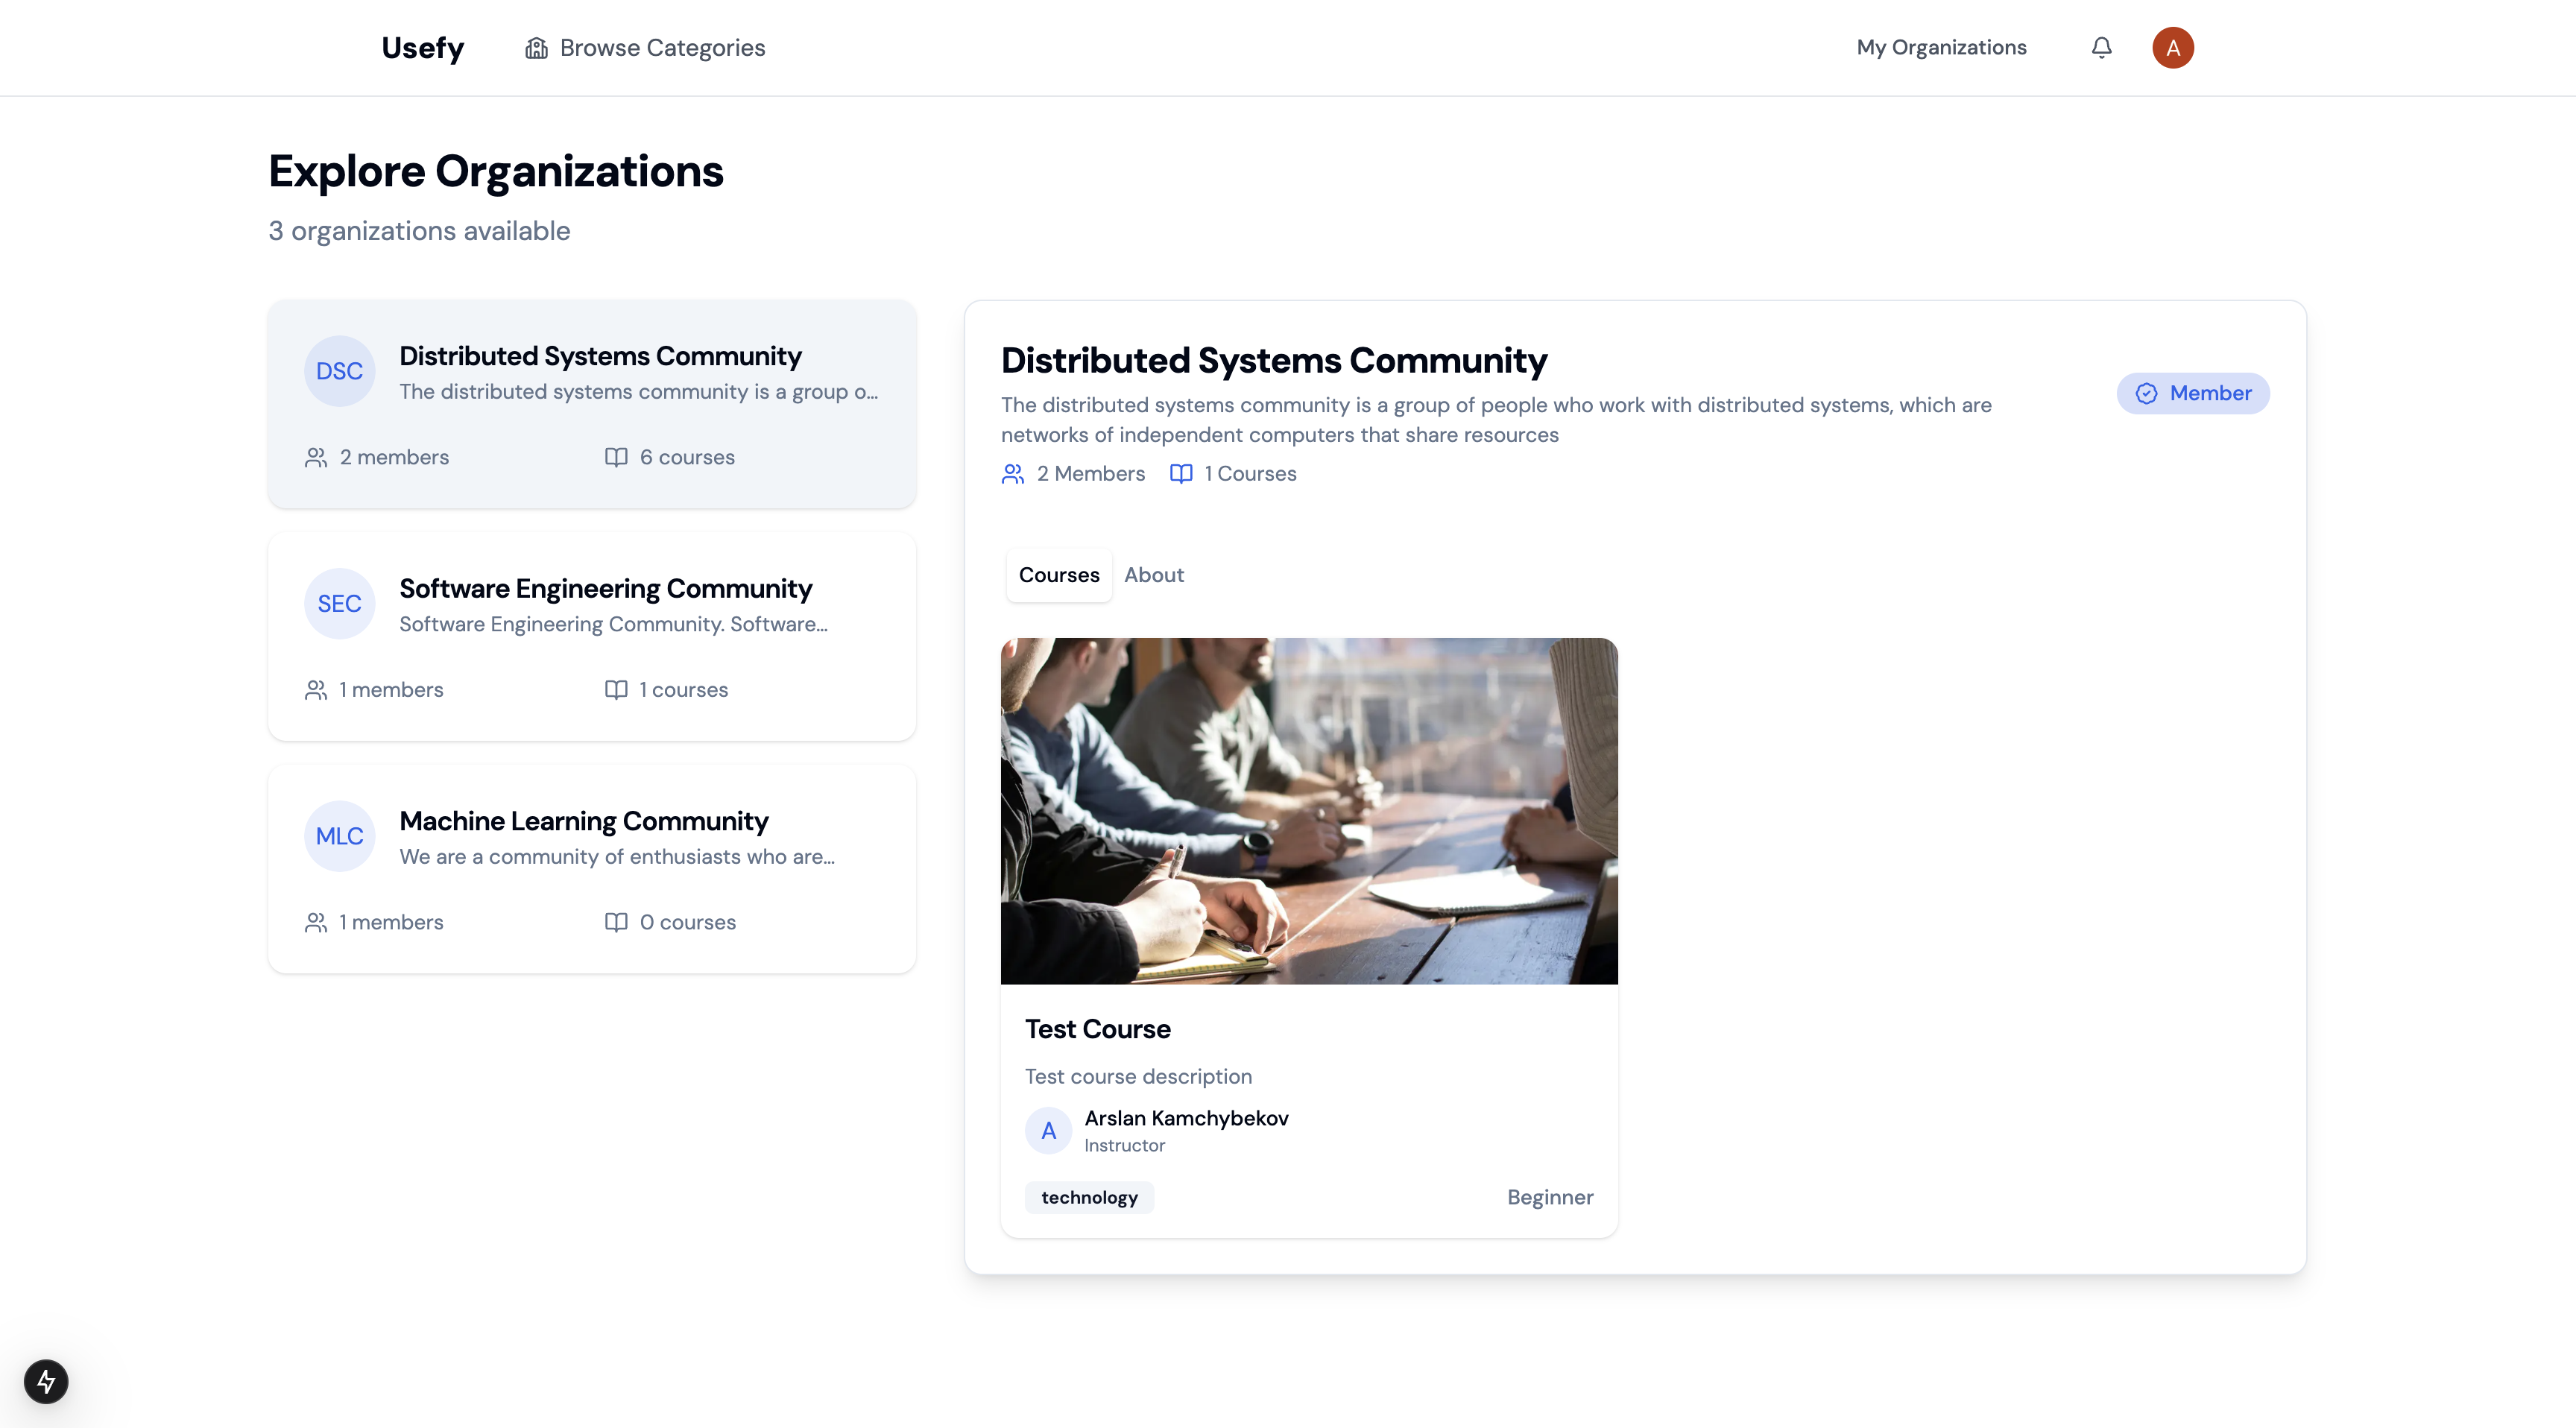 Usefy
Browse Categories
My Organizations
A
Explore Organizations
3 organizations available
DSC
Distributed Systems Community
The distributed systems community is a group o...
2 members
6 courses
SEC
Software Engineering Community
Software Engineering Community. Software...
1 members
1 courses
MLC
Machine Learning Community
We are a community of enthusiasts who are...
1 members
0 courses
Distributed Systems Community
The distributed systems community is a group of people who work with distributed systems, which are
networks of independent computers that share resources
Member
2 Members
1 Courses
Courses
About
Test Course
Test course description
A
Arslan Kamchybekov
Instructor
technology
Beginner